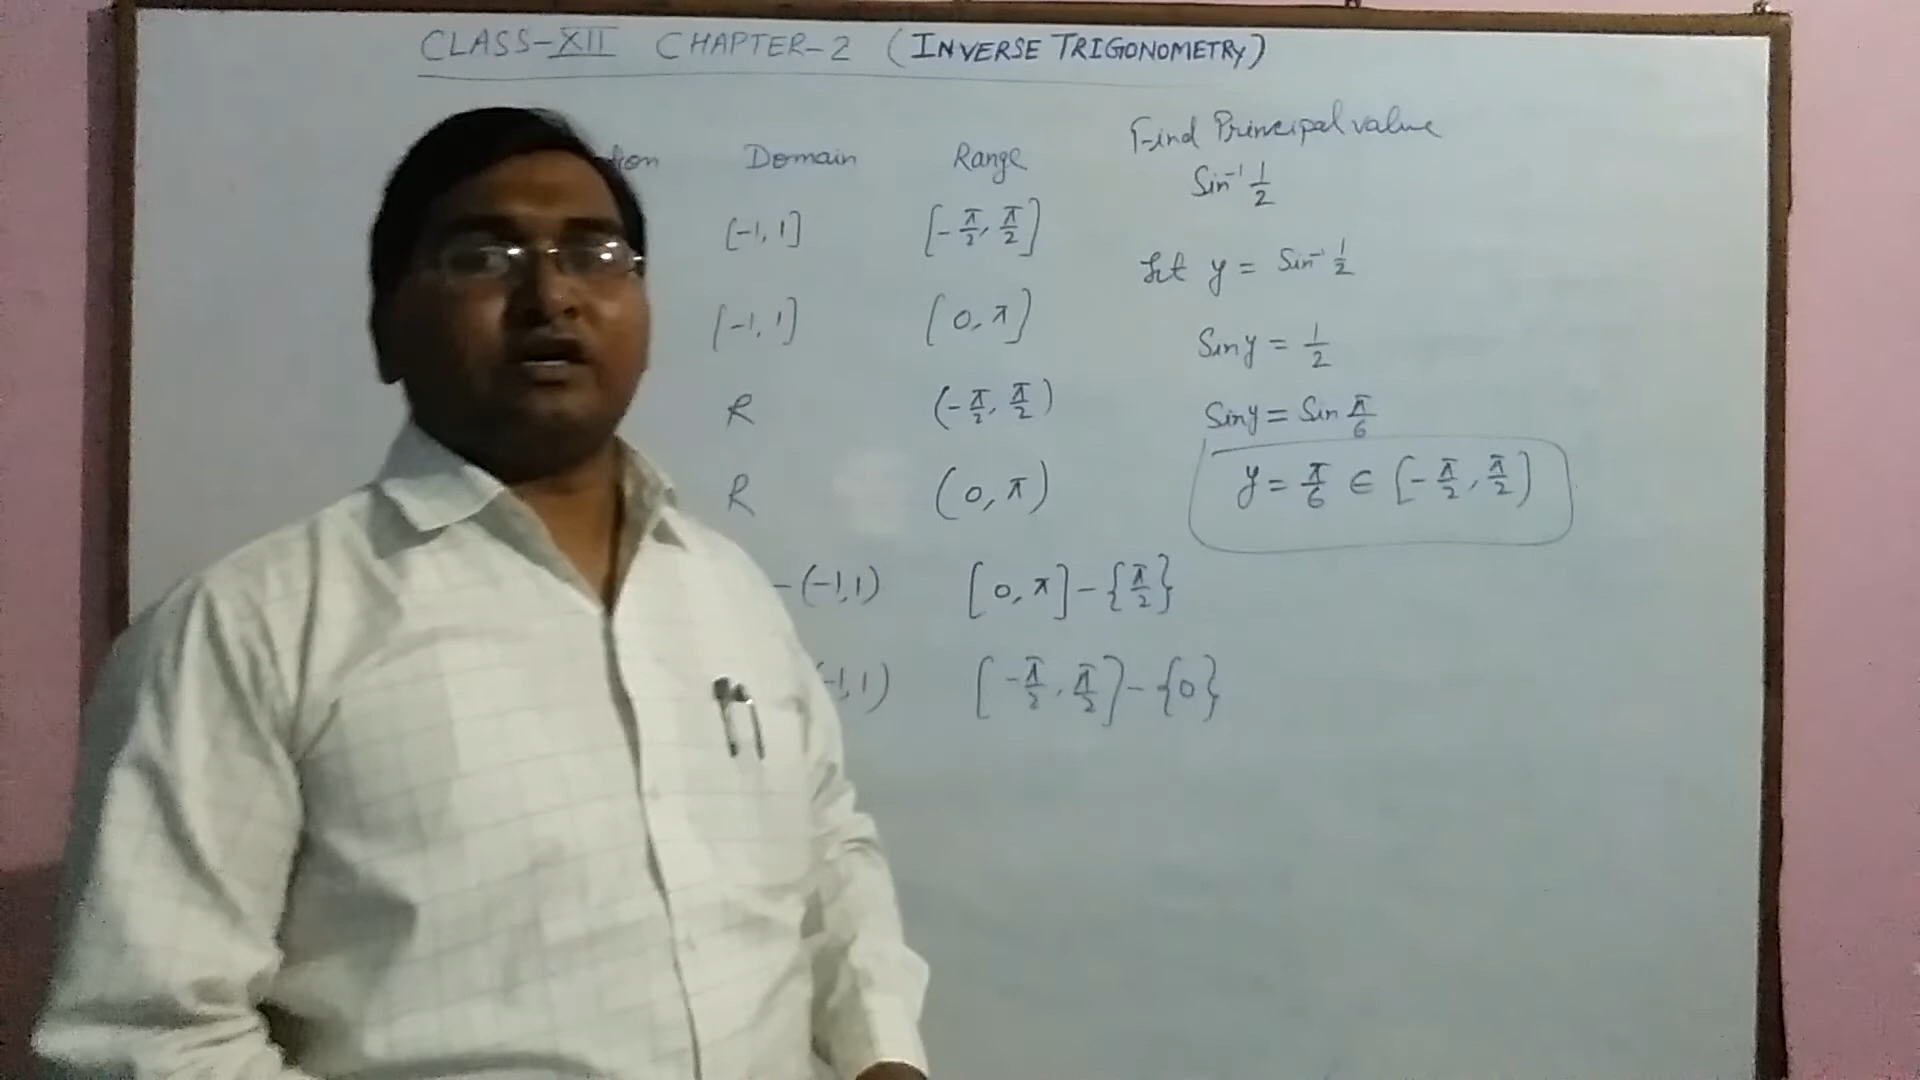 CLASS-XII CHAPTER-2 (INVERSE TRIGONOMETRY)
Domain Range
[-1, 1] [-π/2, π/2]
[-1, 1] [0, π]
R (-π/2, π/2)
R (0, π)
-(-1,1) [0, π]-{π/2}
-1,1) [-π/2, π/2]-{0}
Find Principal value
Sin⁻¹ 1/2
Let y = Sin⁻¹ 1/2
Sin y = 1/2
Sin y = Sin π/6
y = π/6 ∈ [-π/2, π/2]